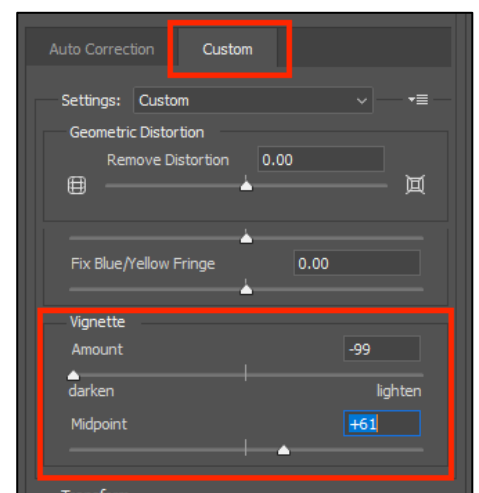 Auto Correction Custom
Settings: Custom
Geometric Distortion
Remove Distortion 0.00
Fix Blue/Yellow Fringe 0.00
Vignette
Amount -99
darken lighten
Midpoint +61